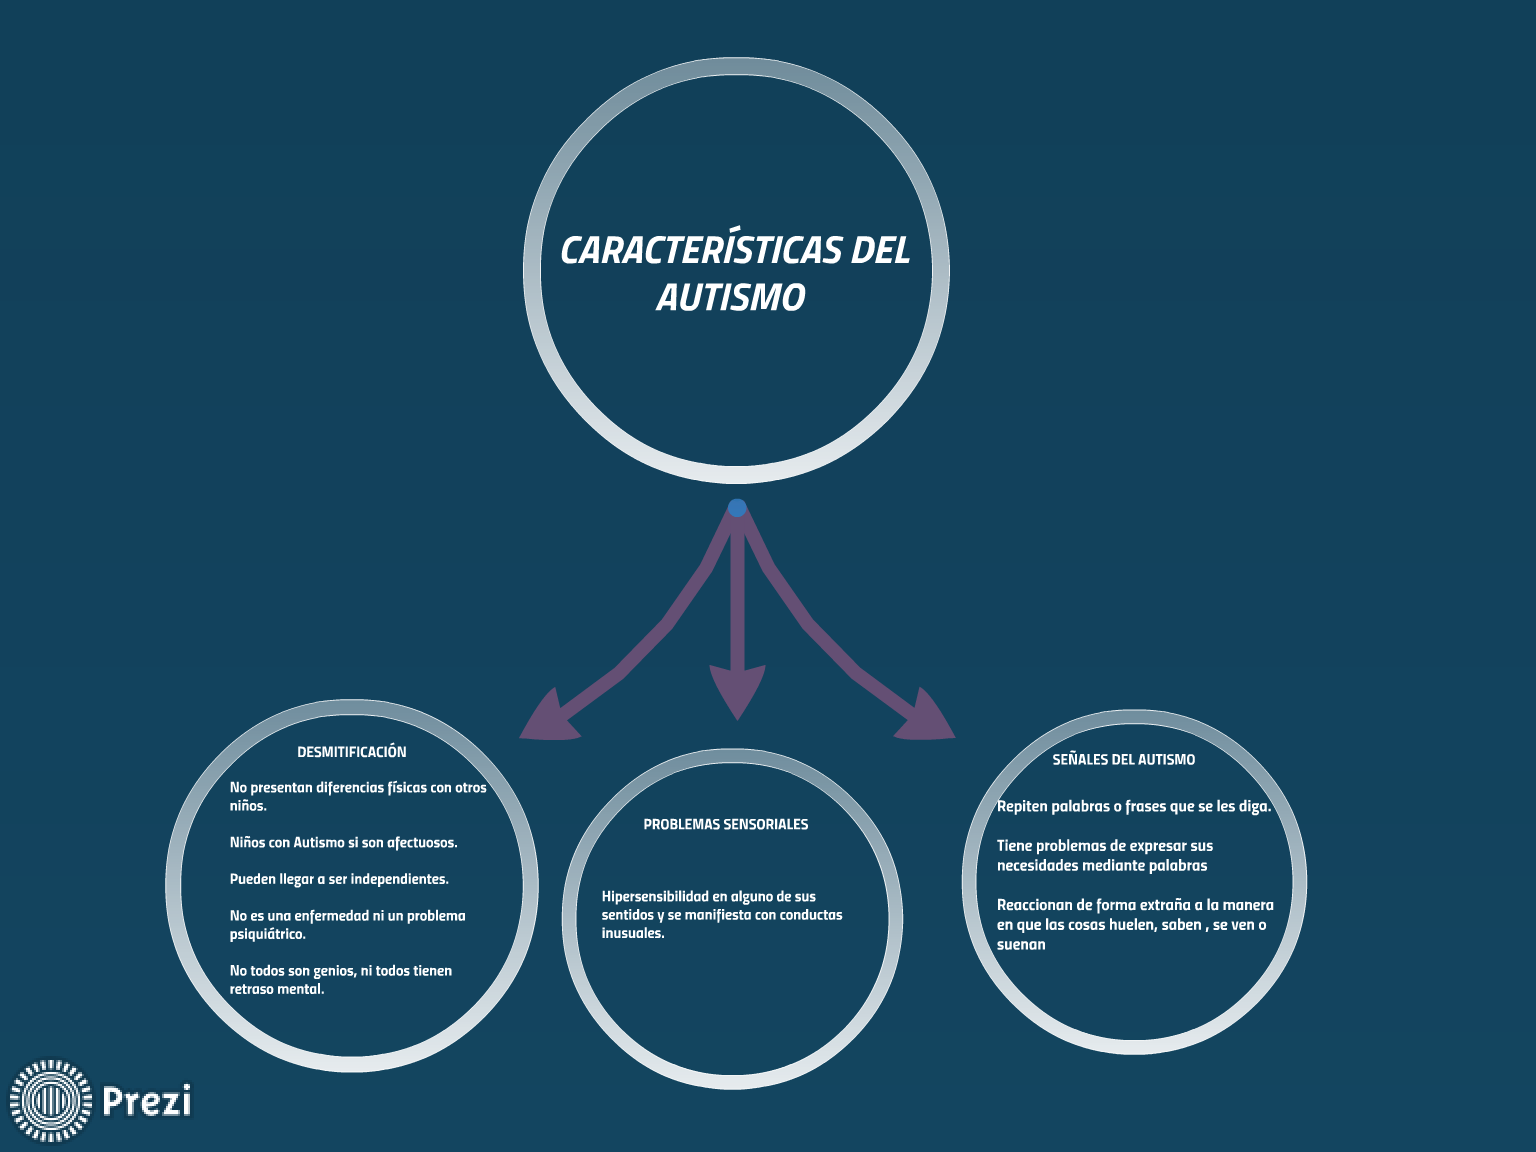 CARACTERÍSTICAS DEL
AUTISMO
DESMITIFICACIÓN
No presentan diferencias físicas con otros
niños.
Niños con Autismo si son afectuosos.
Pueden llegar a ser independientes.
No es una enfermedad ni un problema
psiquiátrico.
No todos son genios, ni todos tienen
retraso mental.
PROBLEMAS SENSORIALES
Hipersensibilidad en alguno de sus
sentidos y se manifiesta con conductas
inusuales.
SEÑALES DEL AUTISMO
Repiten palabras o frases que se les diga.
Tiene problemas de expresar sus
necesidades mediante palabras
Reaccionan de forma extraña a la manera
en que las cosas huelen, saben , se ven o
suenan
Prezi